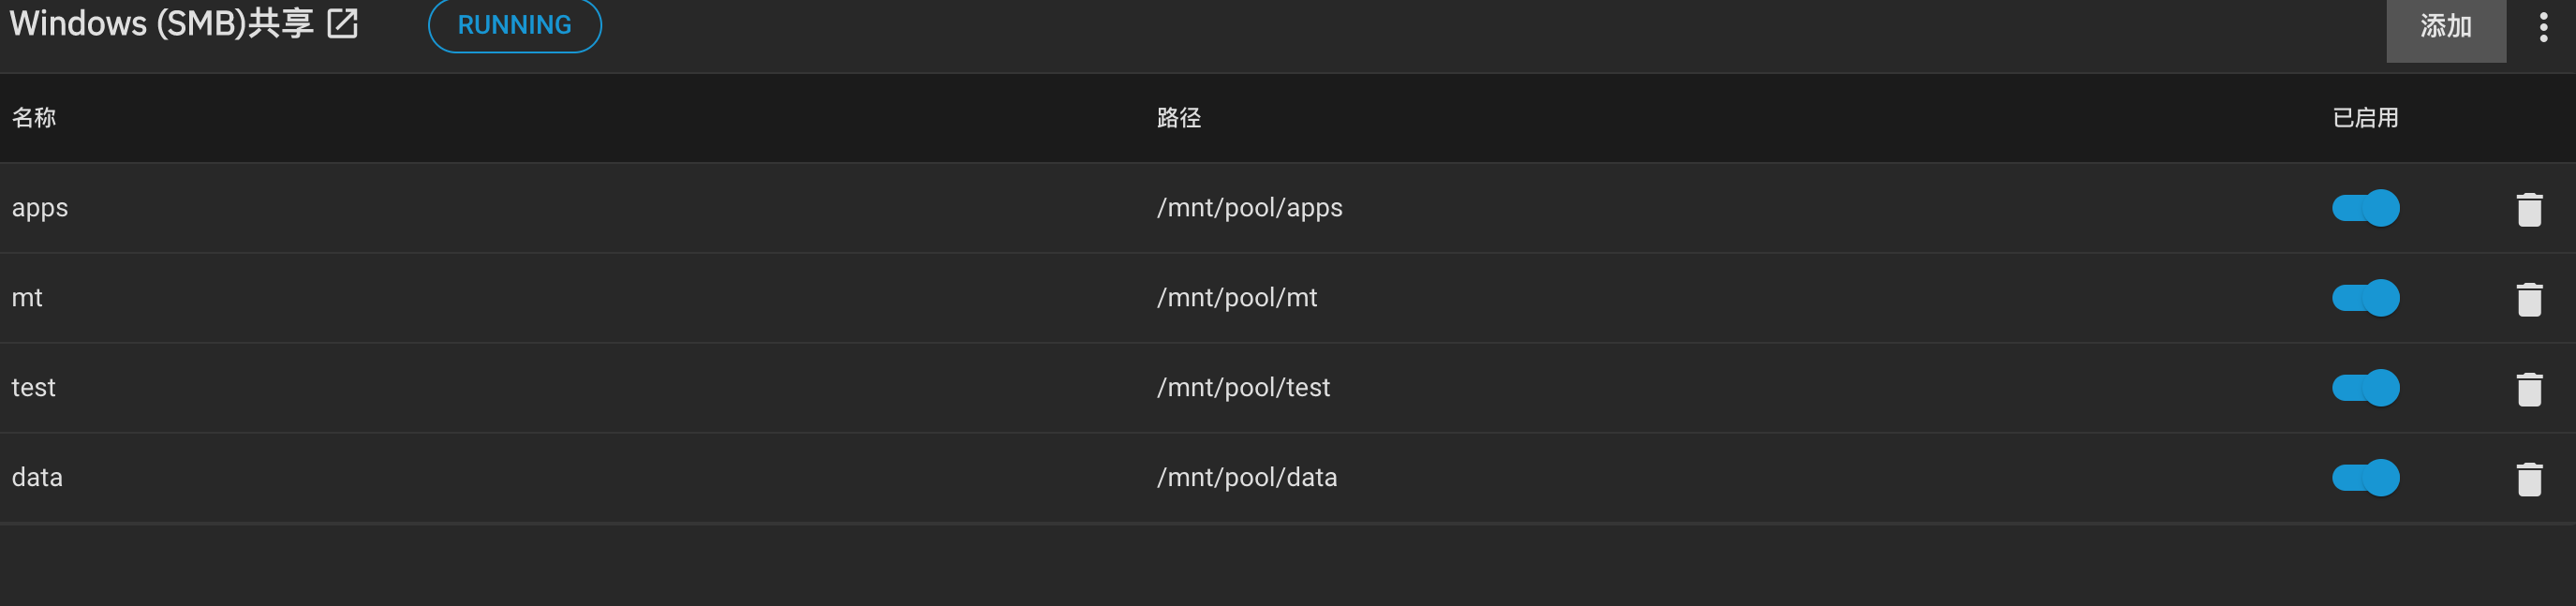 Windows (SMB)共享 RUNNING 添加
名称 路径 已启用
apps /mnt/pool/apps
mt /mnt/pool/mt
test /mnt/pool/test
data /mnt/pool/data